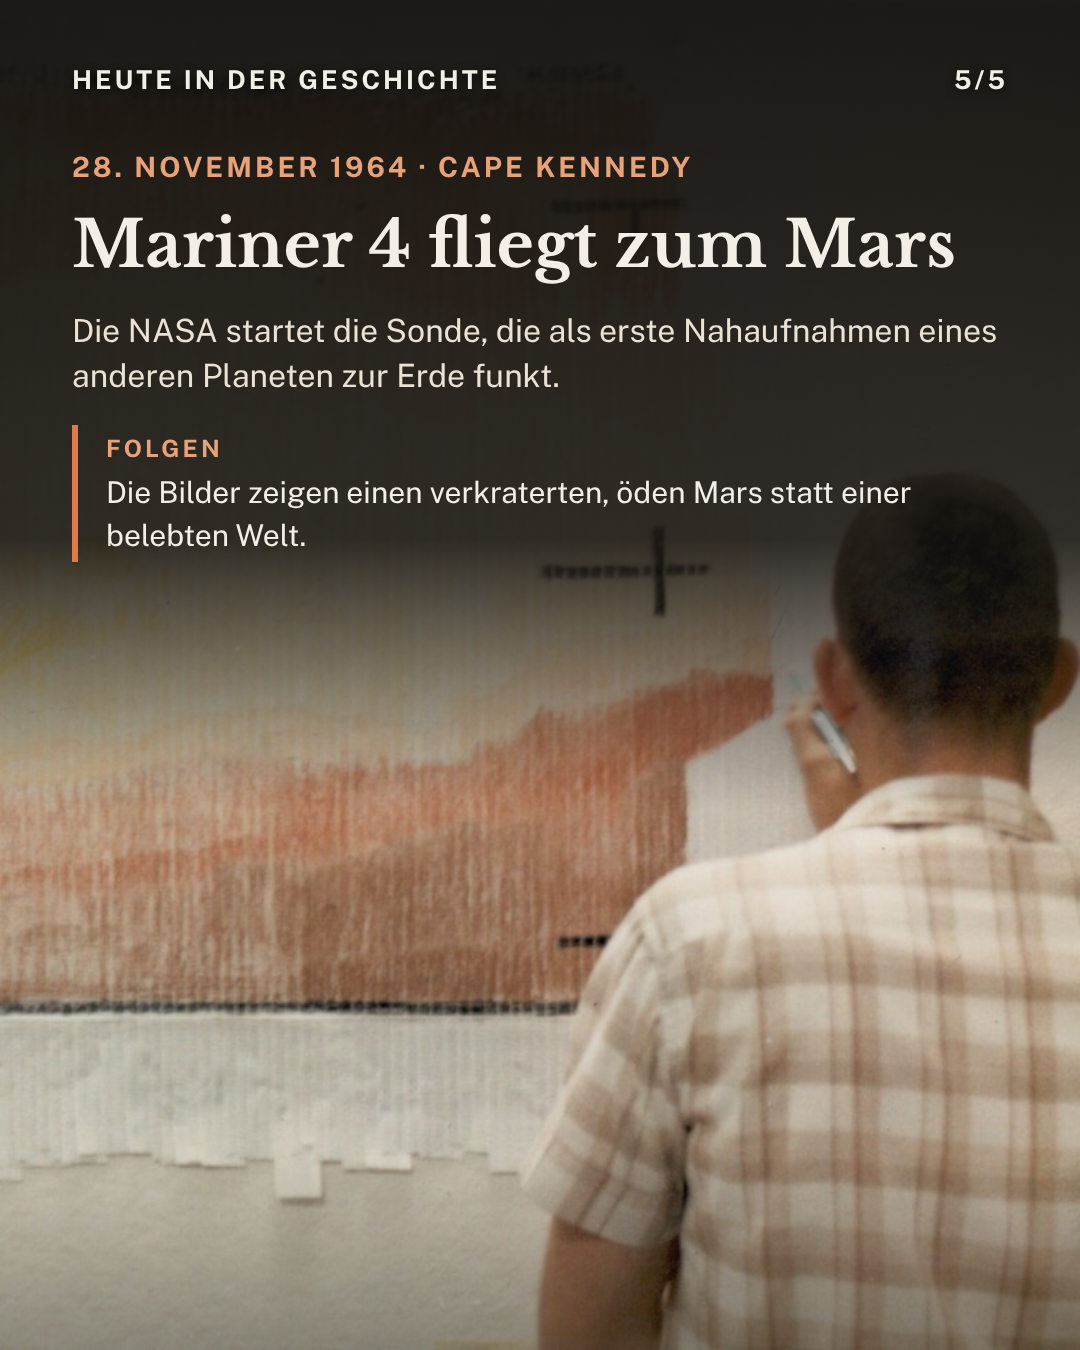 HEUTE IN DER GESCHICHTE
5/5
28. NOVEMBER 1964 · CAPE KENNEDY
Mariner 4 fliegt zum Mars
Die NASA startet die Sonde, die als erste Nahaufnahmen eines
anderen Planeten zur Erde funkt.
FOLGEN
Die Bilder zeigen einen verkraterten, öden Mars statt einer
belebten Welt.